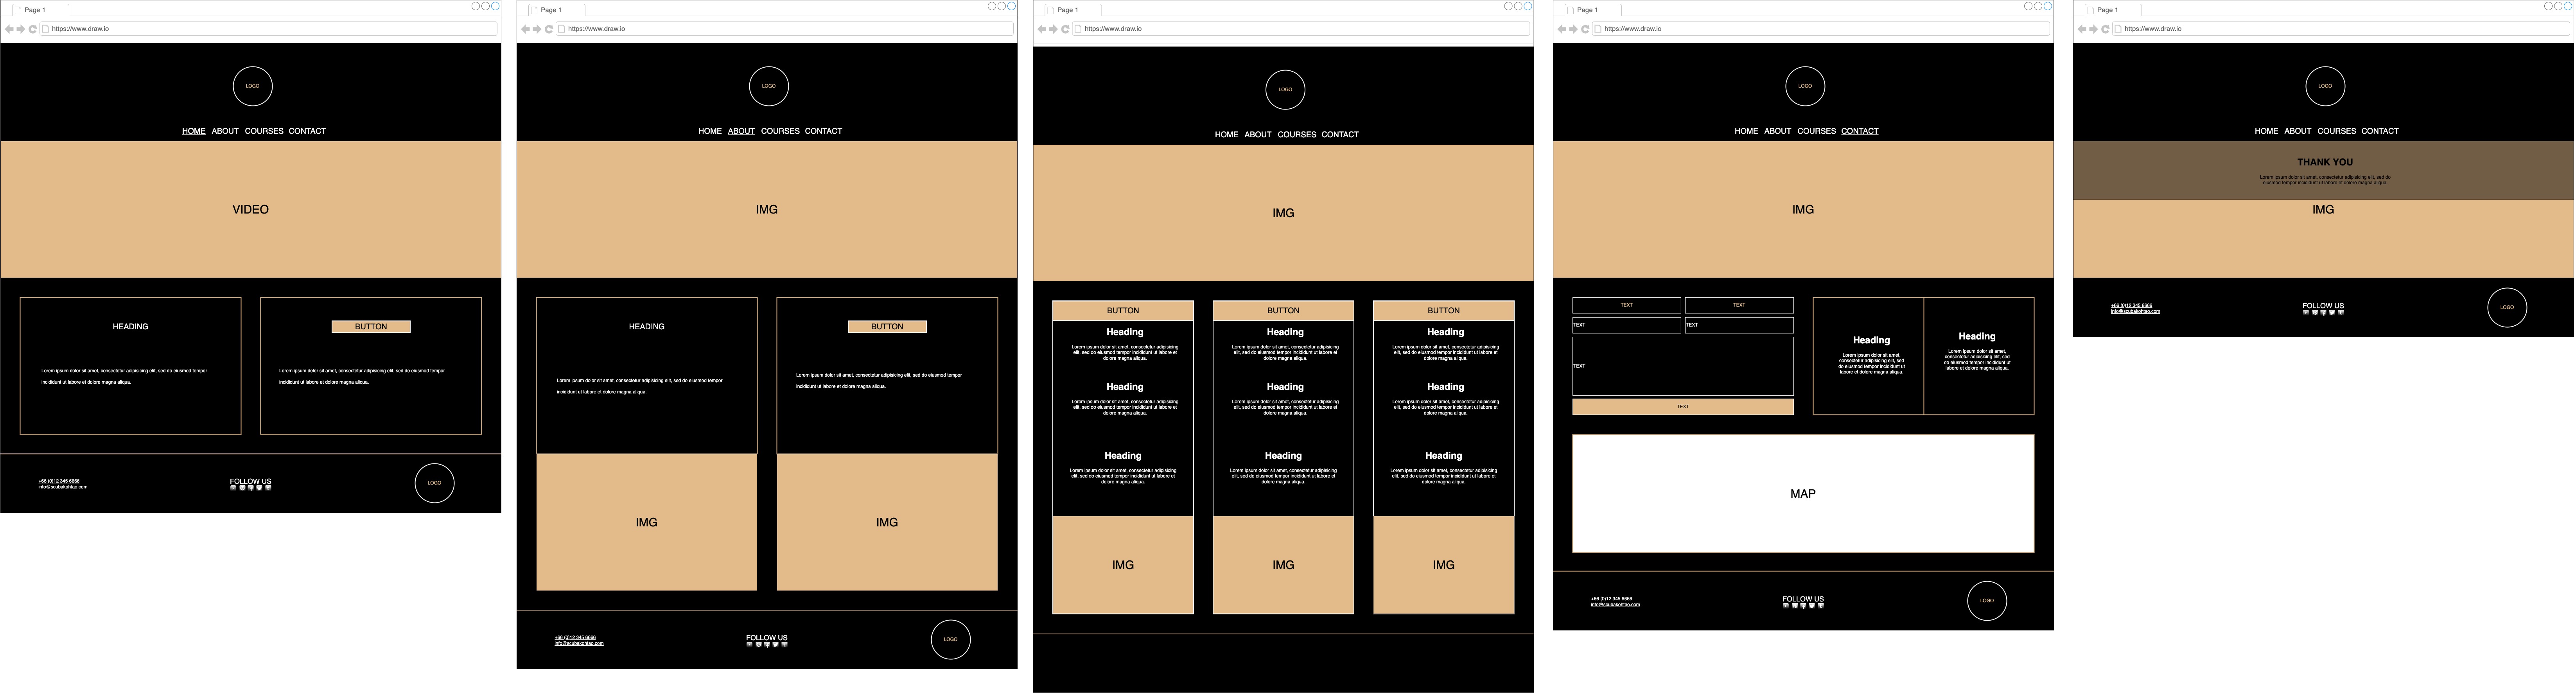 Page 1
https://www.draw.io
LOGO
HOME ABOUT COURSES CONTACT
VIDEO
HEADING
Lorem ipsum dolor sit amet, consectetur adipisicing elit, sed do eiusmod tempor
incididunt ut labore et dolore magna aliqua.
BUTTON
Lorem ipsum dolor sit amet, consectetur adipisicing elit, sed do eiusmod tempor
incididunt ut labore et dolore magna aliqua.
+66 (0)12 345 6666
info@scubakohtao.com
FOLLOW US
LOGO
Page 1
https://www.draw.io
LOGO
HOME ABOUT COURSES CONTACT
IMG
HEADING
Lorem ipsum dolor sit amet, consectetur adipisicing elit, sed do eiusmod tempor
incididunt ut labore et dolore magna aliqua.
BUTTON
Lorem ipsum dolor sit amet, consectetur adipisicing elit, sed do eiusmod tempor
incididunt ut labore et dolore magna aliqua.
IMG
IMG
+66 (0)12 345 6666
info@scubakohtao.com
FOLLOW US
LOGO
Page 1
https://www.draw.io
LOGO
HOME ABOUT COURSES CONTACT
IMG
BUTTON
Heading
Lorem ipsum dolor sit amet, consectetur adipisicing
elit, sed do eiusmod tempor incididunt ut labore et
dolore magna aliqua.
Heading
Lorem ipsum dolor sit amet, consectetur adipisicing
elit, sed do eiusmod tempor incididunt ut labore et
dolore magna aliqua.
Heading
Lorem ipsum dolor sit amet, consectetur adipisicing
elit, sed do eiusmod tempor incididunt ut labore et
dolore magna aliqua.
IMG
BUTTON
Heading
Lorem ipsum dolor sit amet, consectetur adipisicing
elit, sed do eiusmod tempor incididunt ut labore et
dolore magna aliqua.
Heading
Lorem ipsum dolor sit amet, consectetur adipisicing
elit, sed do eiusmod tempor incididunt ut labore et
dolore magna aliqua.
Heading
Lorem ipsum dolor sit amet, consectetur adipisicing
elit, sed do eiusmod tempor incididunt ut labore et
dolore magna aliqua.
IMG
BUTTON
Heading
Lorem ipsum dolor sit amet, consectetur adipisicing
elit, sed do eiusmod tempor incididunt ut labore et
dolore magna aliqua.
Heading
Lorem ipsum dolor sit amet, consectetur adipisicing
elit, sed do eiusmod tempor incididunt ut labore et
dolore magna aliqua.
Heading
Lorem ipsum dolor sit amet, consectetur adipisicing
elit, sed do eiusmod tempor incididunt ut labore et
dolore magna aliqua.
IMG
Page 1
https://www.draw.io
LOGO
HOME ABOUT COURSES CONTACT
IMG
TEXT
TEXT
TEXT
TEXT
TEXT
TEXT
Heading
Lorem ipsum dolor sit amet,
consectetur adipisicing elit, sed
do eiusmod tempor incididunt ut
labore et dolore magna aliqua.
Heading
Lorem ipsum dolor sit amet,
consectetur adipisicing elit, sed
do eiusmod tempor incididunt ut
labore et dolore magna aliqua.
MAP
+66 (0)12 345 6666
info@scubakohtao.com
FOLLOW US
LOGO
Page 1
https://www.draw.io
LOGO
HOME ABOUT COURSES CONTACT
THANK YOU
Lorem ipsum dolor sit amet, consectetur adipisicing elit, sed do
eiusmod tempor incididunt ut labore et dolore magna aliqua.
IMG
+66 (0)12 345 6666
info@scubakohtao.com
FOLLOW US
LOGO